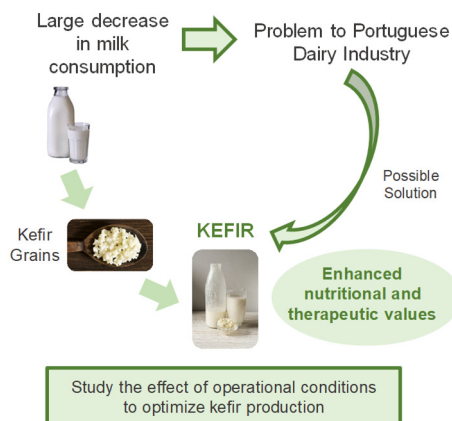 Large decrease
in milk
consumption
Problem to Portuguese
Dairy Industry
Possible
Solution
Kefir
Grains
KEFIR
Enhanced
nutritional and
therapeutic values
Study the effect of operational conditions
to optimize kefir production